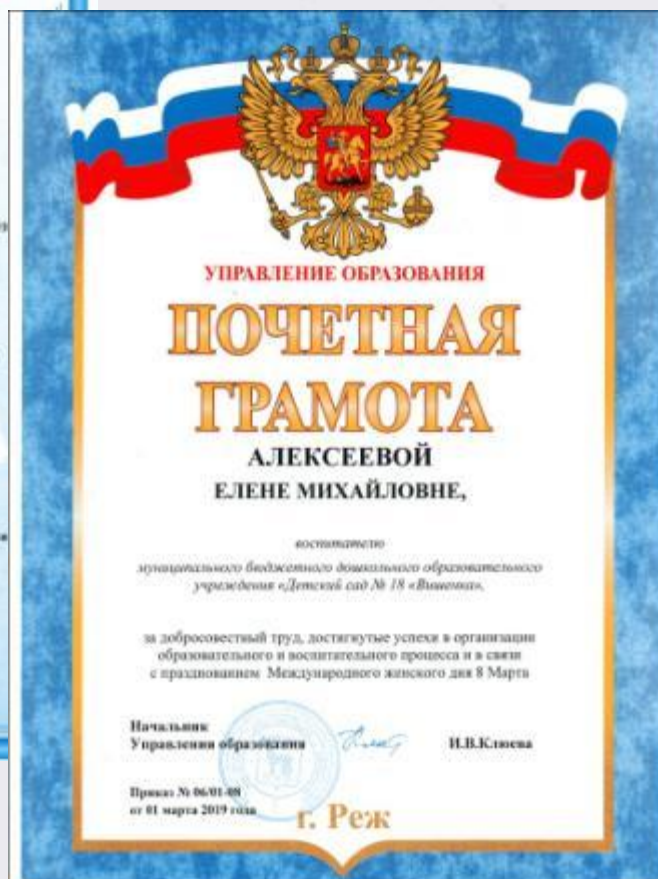 УПРАВЛЕНИЕ ОБРАЗОВАНИЯ
ПОЧЕТНАЯ
ГРАМОТА
АЛЕКСЕЕВОЙ
ЕЛЕНЕ МИХАЙЛОВНЕ,
воспитателю
муниципального бюджетного дошкольного образовательного
учреждения «Детский сад № 18 «Вишенка»,
за добросовестный труд, достигнутые успехи в организации
образовательного и воспитательного процесса и в связи
с празднованием Международного женского дня 8 Марта
Начальник
Управления образования И.В.Клюева
Приказ № 06/01-08
от 01 марта 2019 года
г. Реж